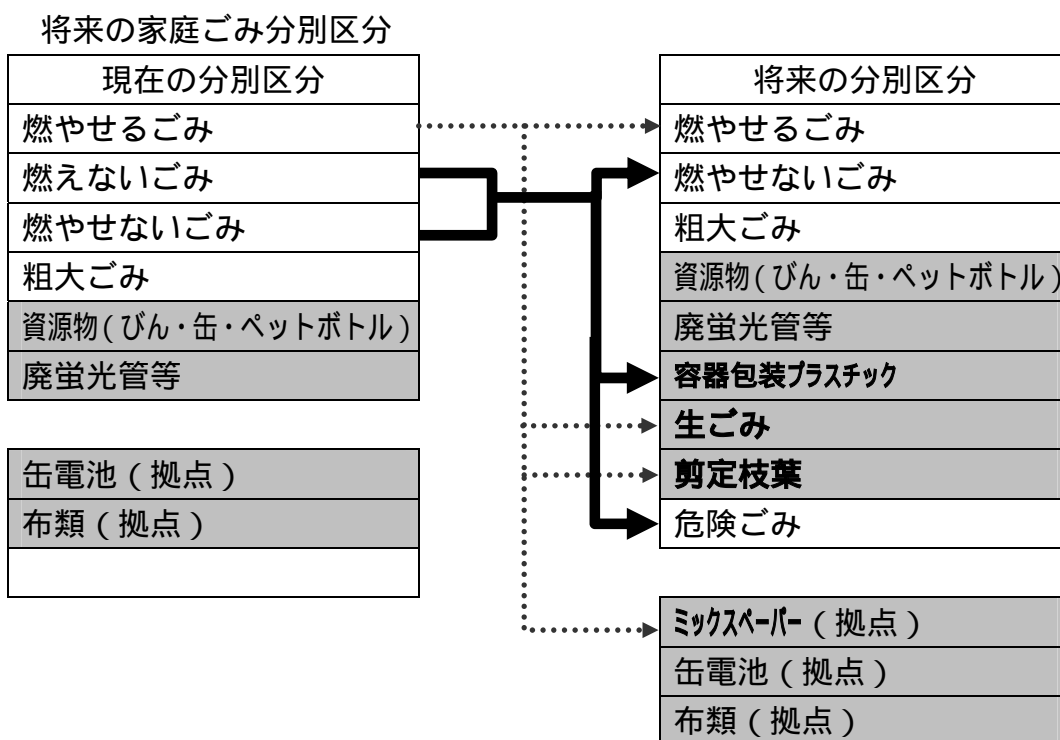 将来の家庭ごみ分別区分
現在の分別区分
燃やせるごみ
燃えないごみ
燃やせないごみ
粗大ごみ
資源物(びん・缶・ペットボトル)
廃蛍光管等
缶電池(拠点)
布類(拠点)
将来の分別区分
燃やせるごみ
燃やせないごみ
粗大ごみ
資源物(びん・缶・ペットボトル)
廃蛍光管等
容器包装プラスチック
生ごみ
剪定枝葉
危険ごみ
ミックスペーパー(拠点)
缶電池(拠点)
布類(拠点)